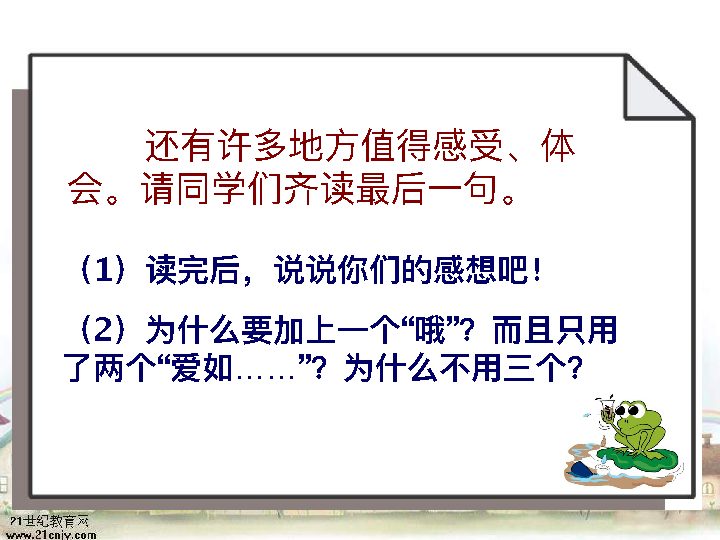 还有许多地方值得感受、体
会。请同学们齐读最后一句。
（1）读完后，说说你们的感想吧！
（2）为什么要加上一个“哦”？而且只用
了两个“爱如……”？为什么不用三个？
21世纪教育网
www.21cnjy.com